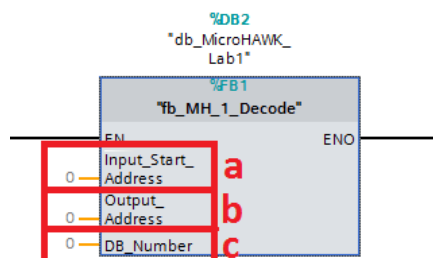 %DB2
"db_MicroHAWK_
Lab1"
%FB1
"fb_MH_1_Decode"
EN
ENO
Input_Start_
0
Address
a
Output_
0
Address
b
0
DB_Number
c